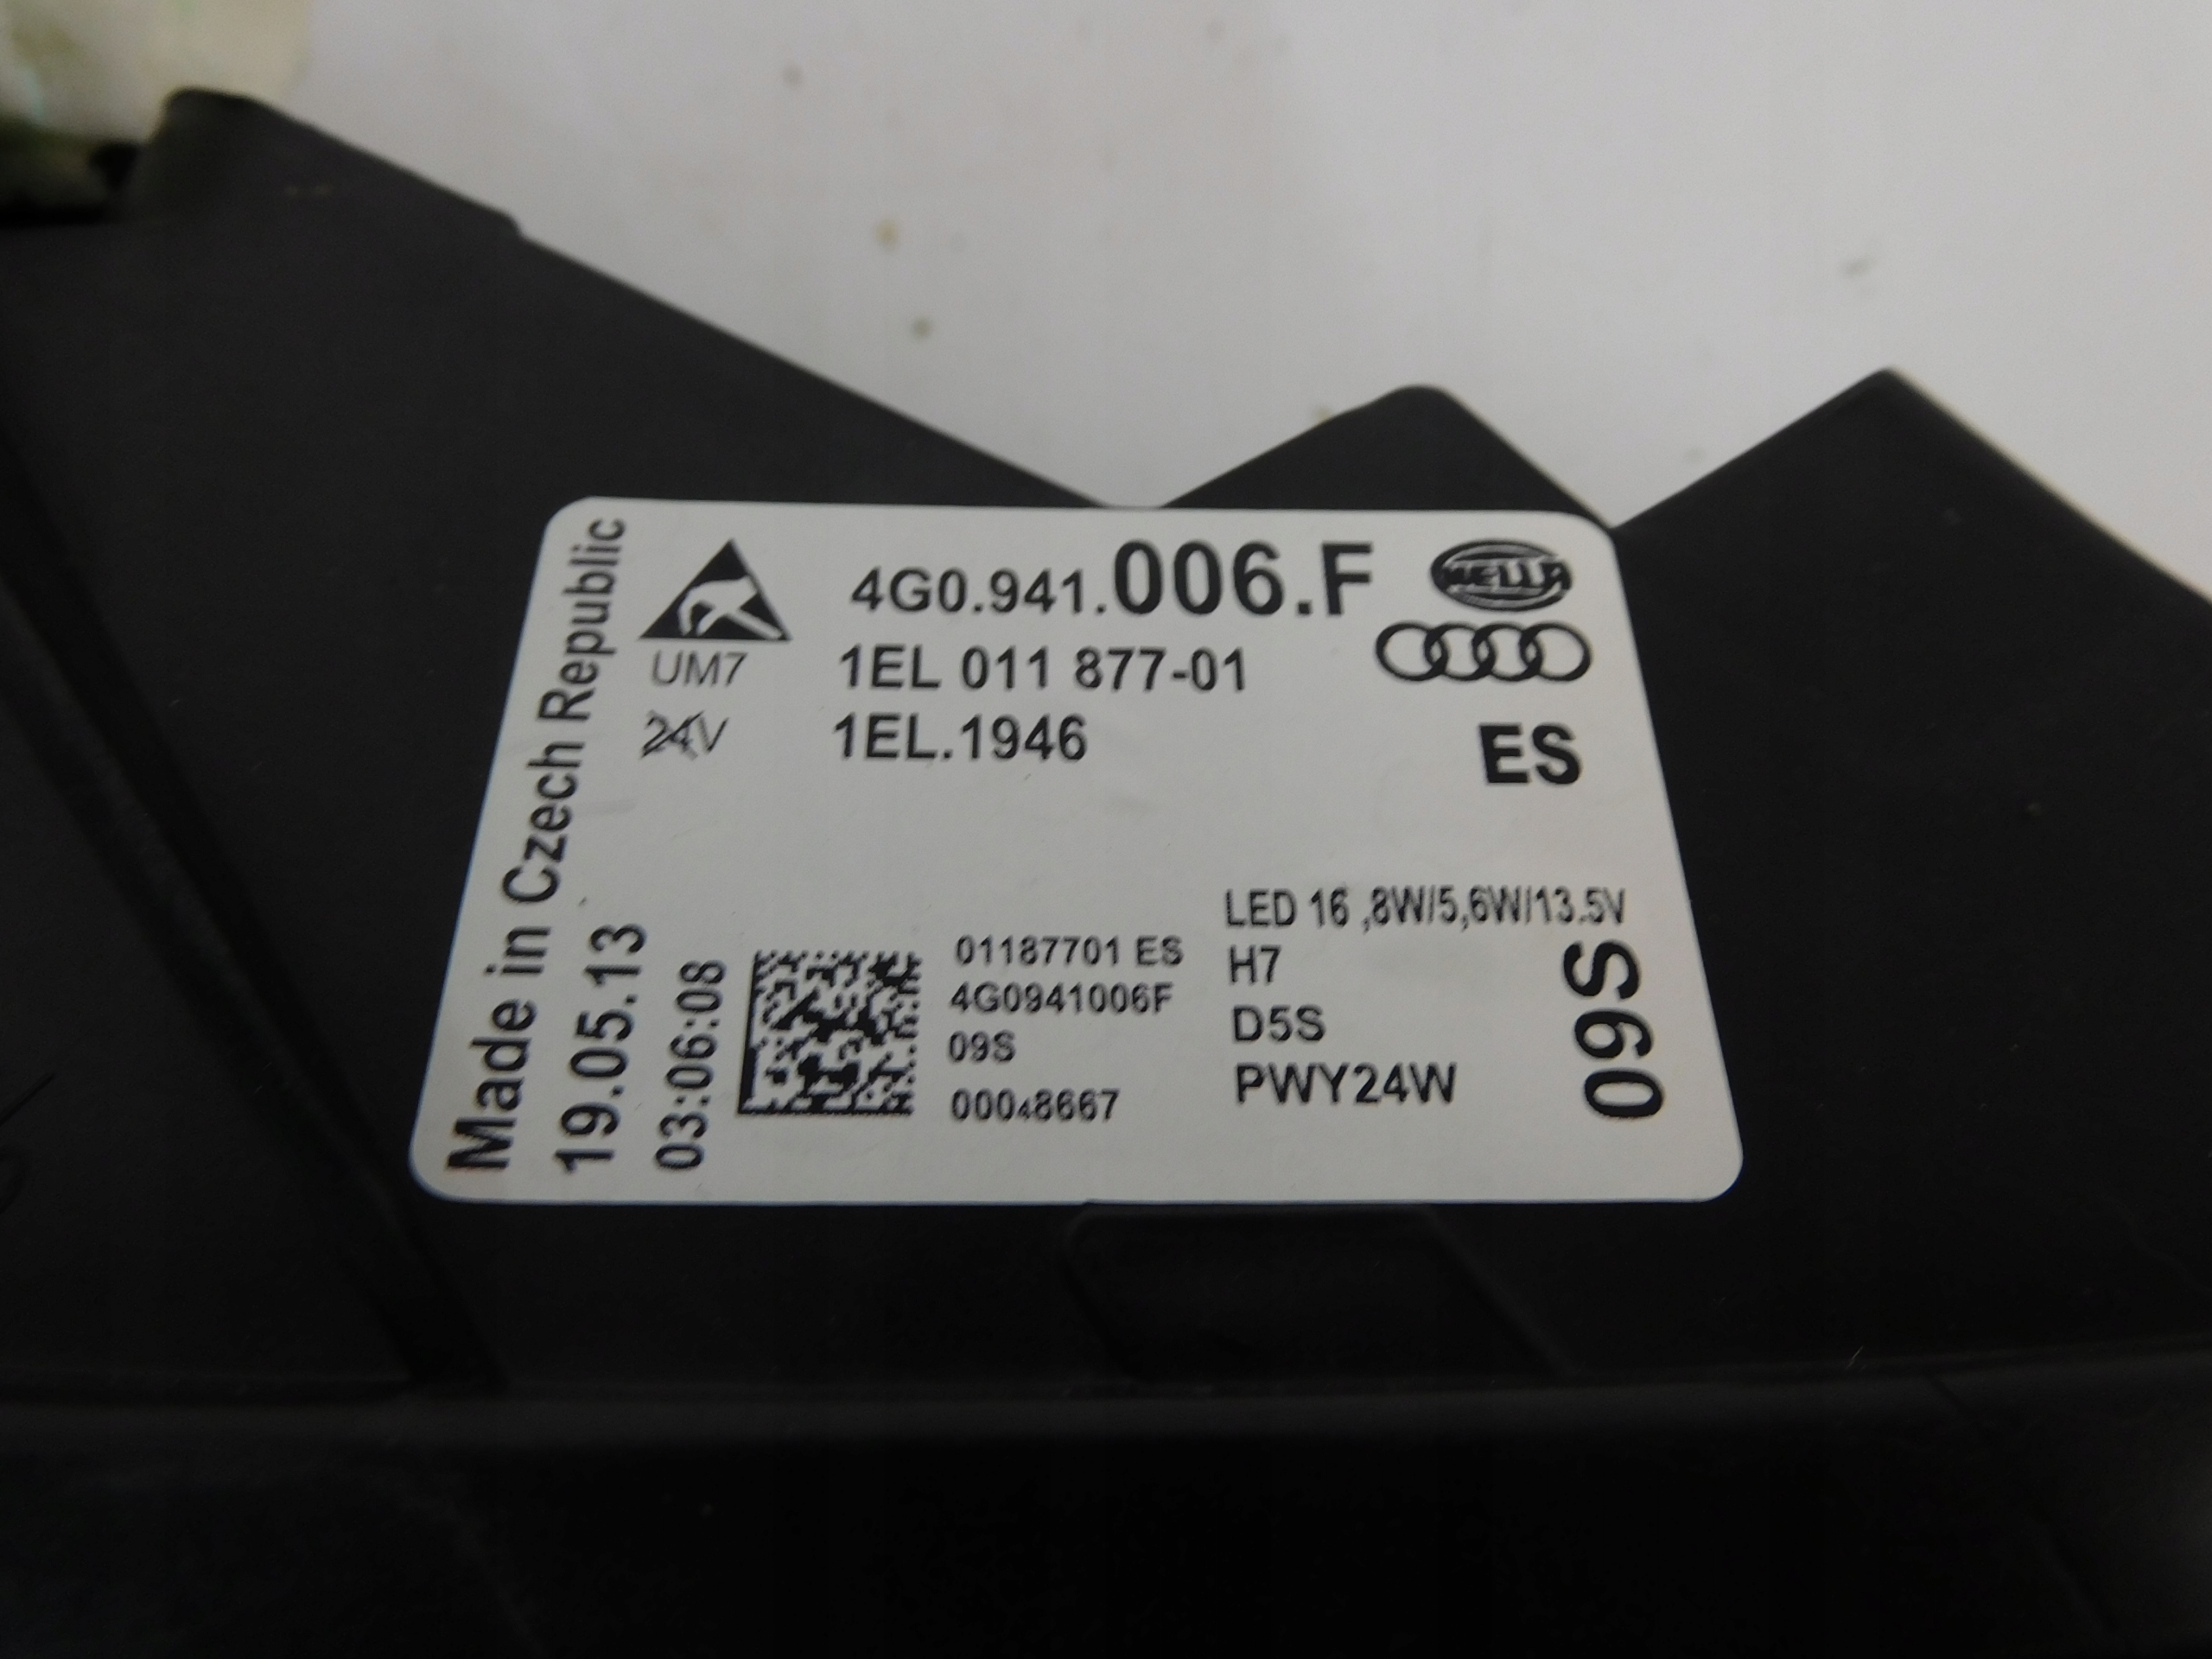 Made in Czech Republic
19.05.13
03:06:08
UM7
24V
4G0.941.006.F
HELLA
1EL 011 877-01
1EL.1946
ES
01187701 ES
4G0941006F
09S
00048667
LED 16 ,8W/5,6W/13.5V
H7
D5S
PWY24W
09S